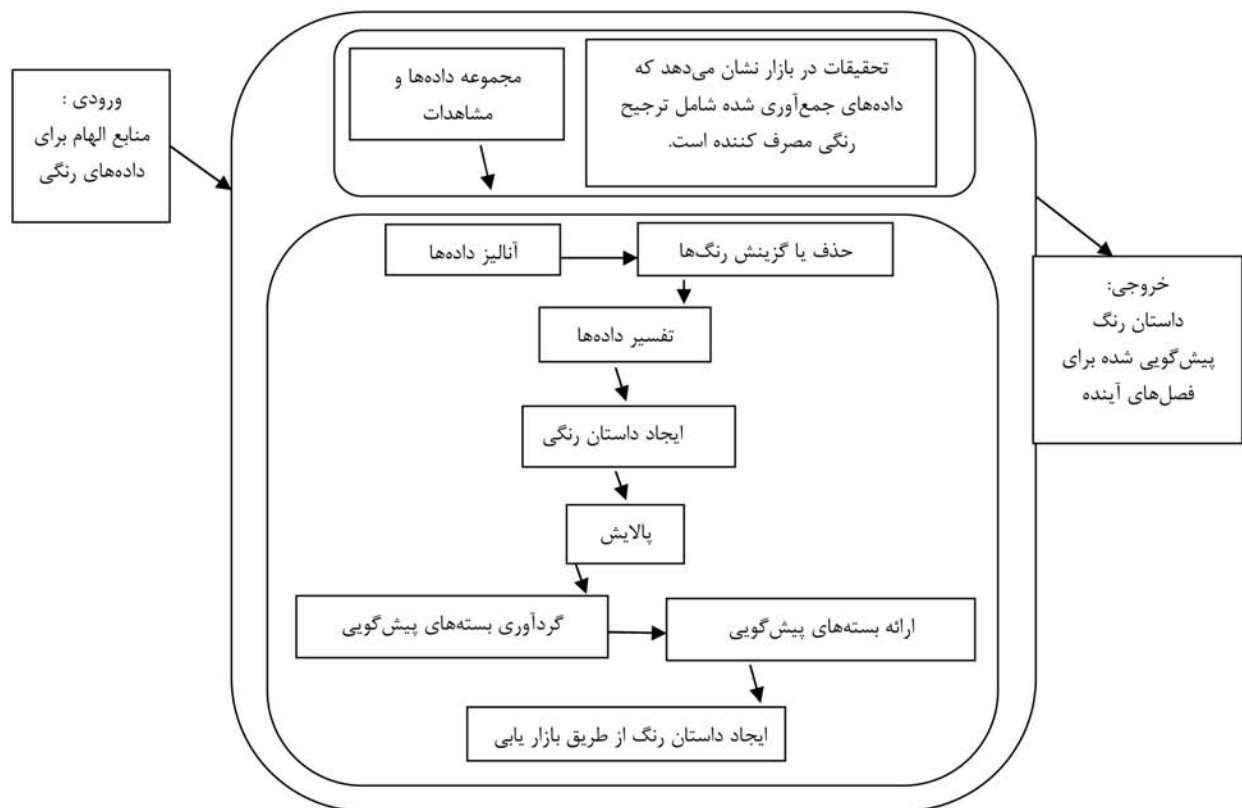 ورودی :
منابع الهام برای
داده‌های رنگی
مجموعه داده‌ها و
مشاهدات
تحقیقات در بازار نشان می‌دهد که
داده‌های جمع‌آوری شده شامل ترجیح
رنگی مصرف کننده است.
آنالیز داده‌ها
حذف یا گزینش رنگ‌ها
تفسیر داده‌ها
ایجاد داستان رنگی
پالایش
گردآوری بسته‌های پیش‌گویی
ارائه بسته‌های پیش‌گویی
ایجاد داستان رنگ از طریق بازار یابی
خروجی:
داستان رنگ
پیش‌گویی شده برای
فصل‌های آینده